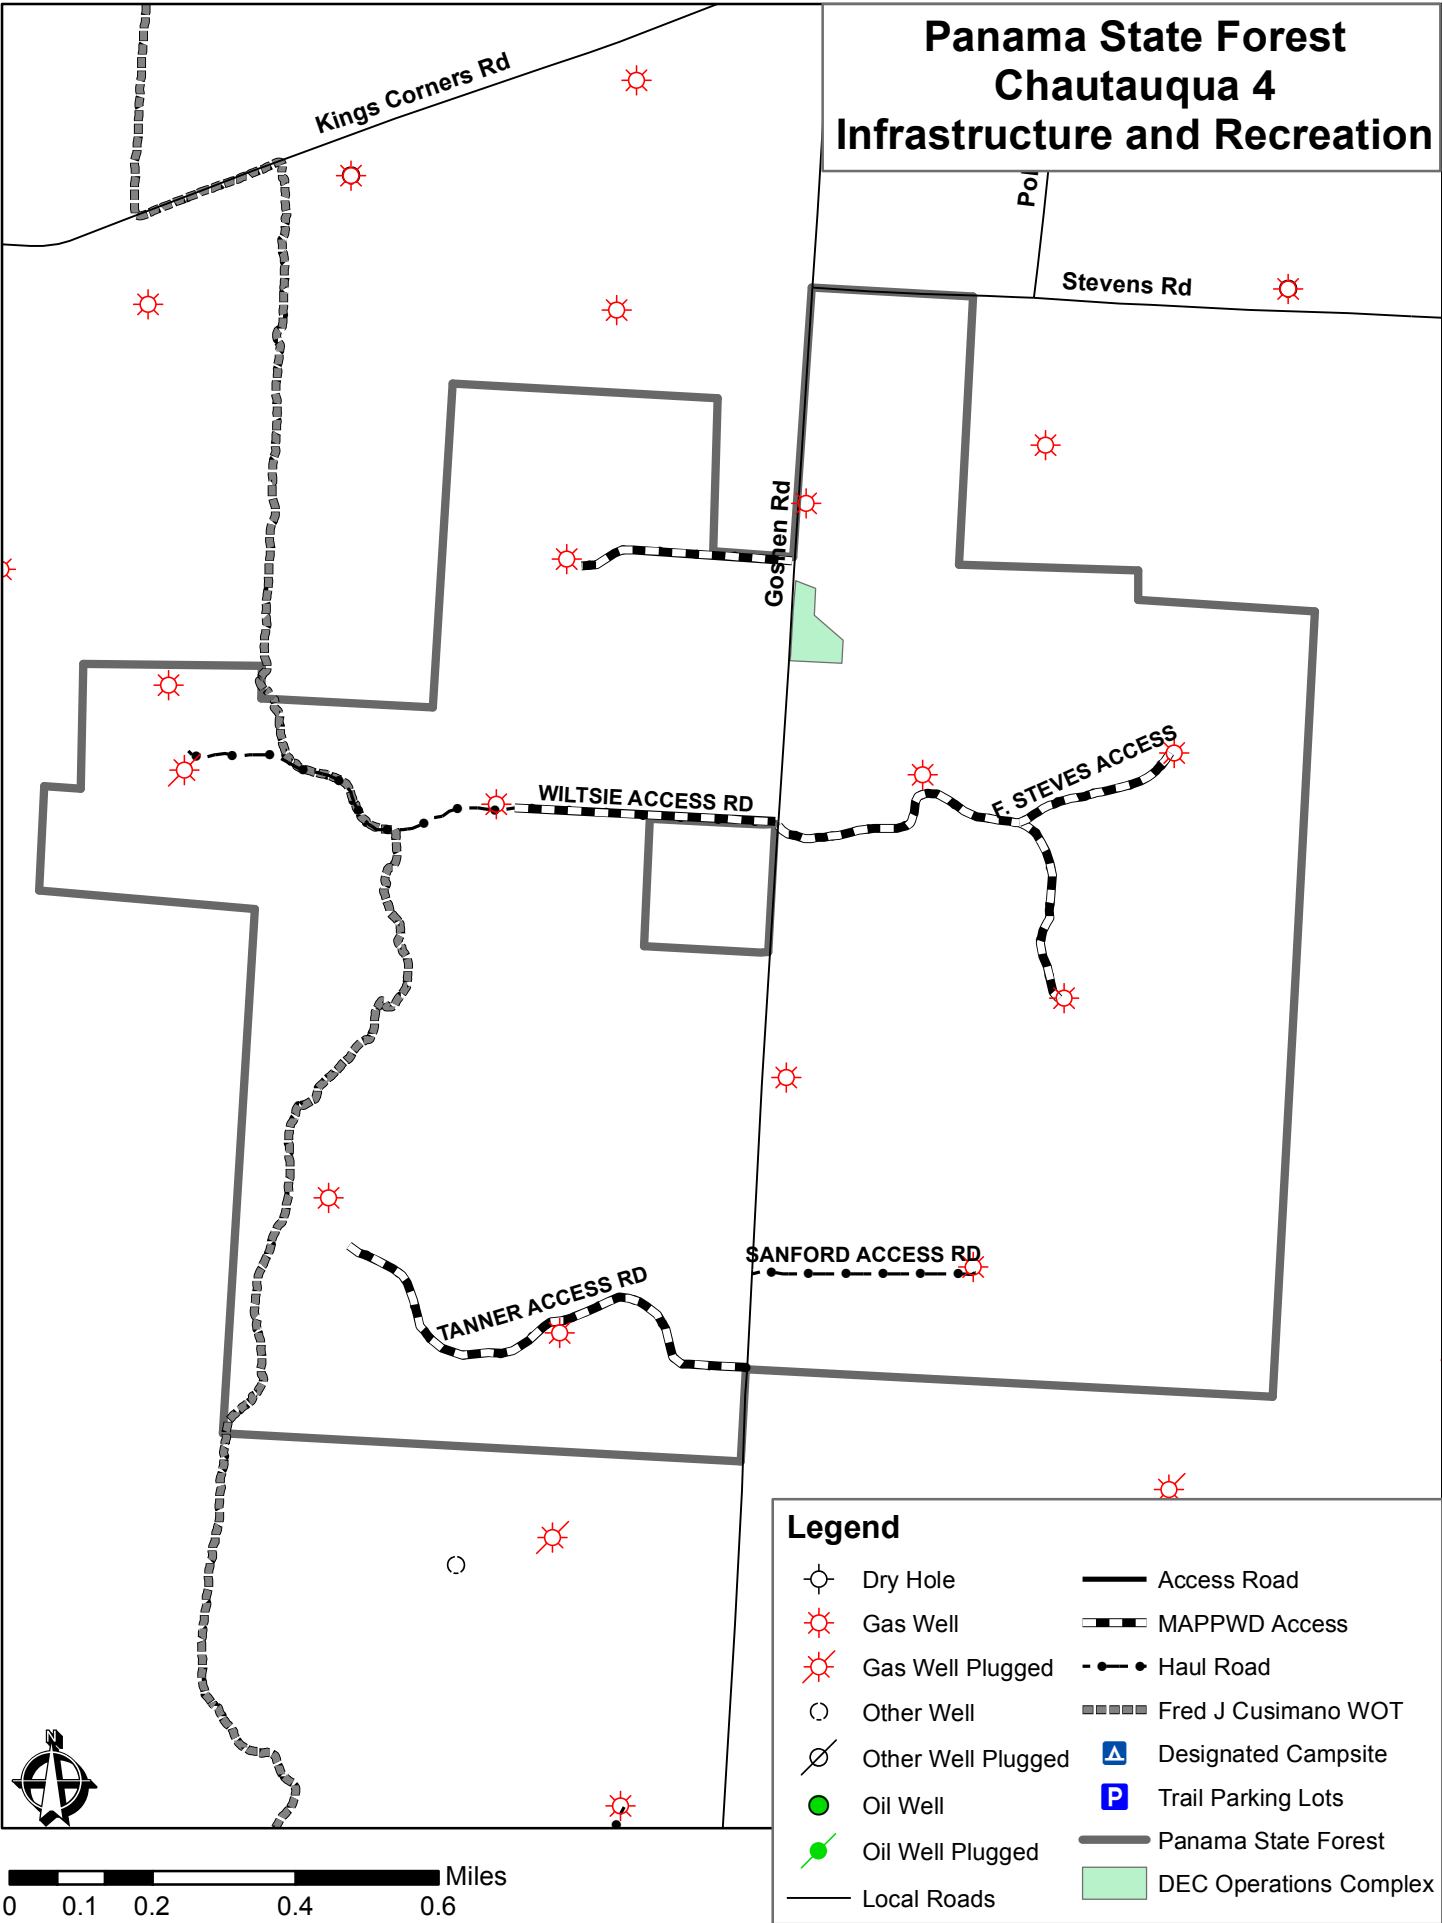 Panama State Forest
Chautauqua 4
Infrastructure and Recreation
Kings Corners Rd
Stevens Rd
Goshen Rd
F. STEVES ACCESS
WILTSIE ACCESS RD
SANFORD ACCESS RD
TANNER ACCESS RD
Legend
Dry Hole
Gas Well
Gas Well Plugged
Other Well
Other Well Plugged
Oil Well
Oil Well Plugged
Local Roads
Access Road
MAPPWD Access
Haul Road
Fred J Cusimano WOT
Designated Campsite
P Trail Parking Lots
Panama State Forest
DEC Operations Complex
N
Miles
0 0.1 0.2 0.4 0.6